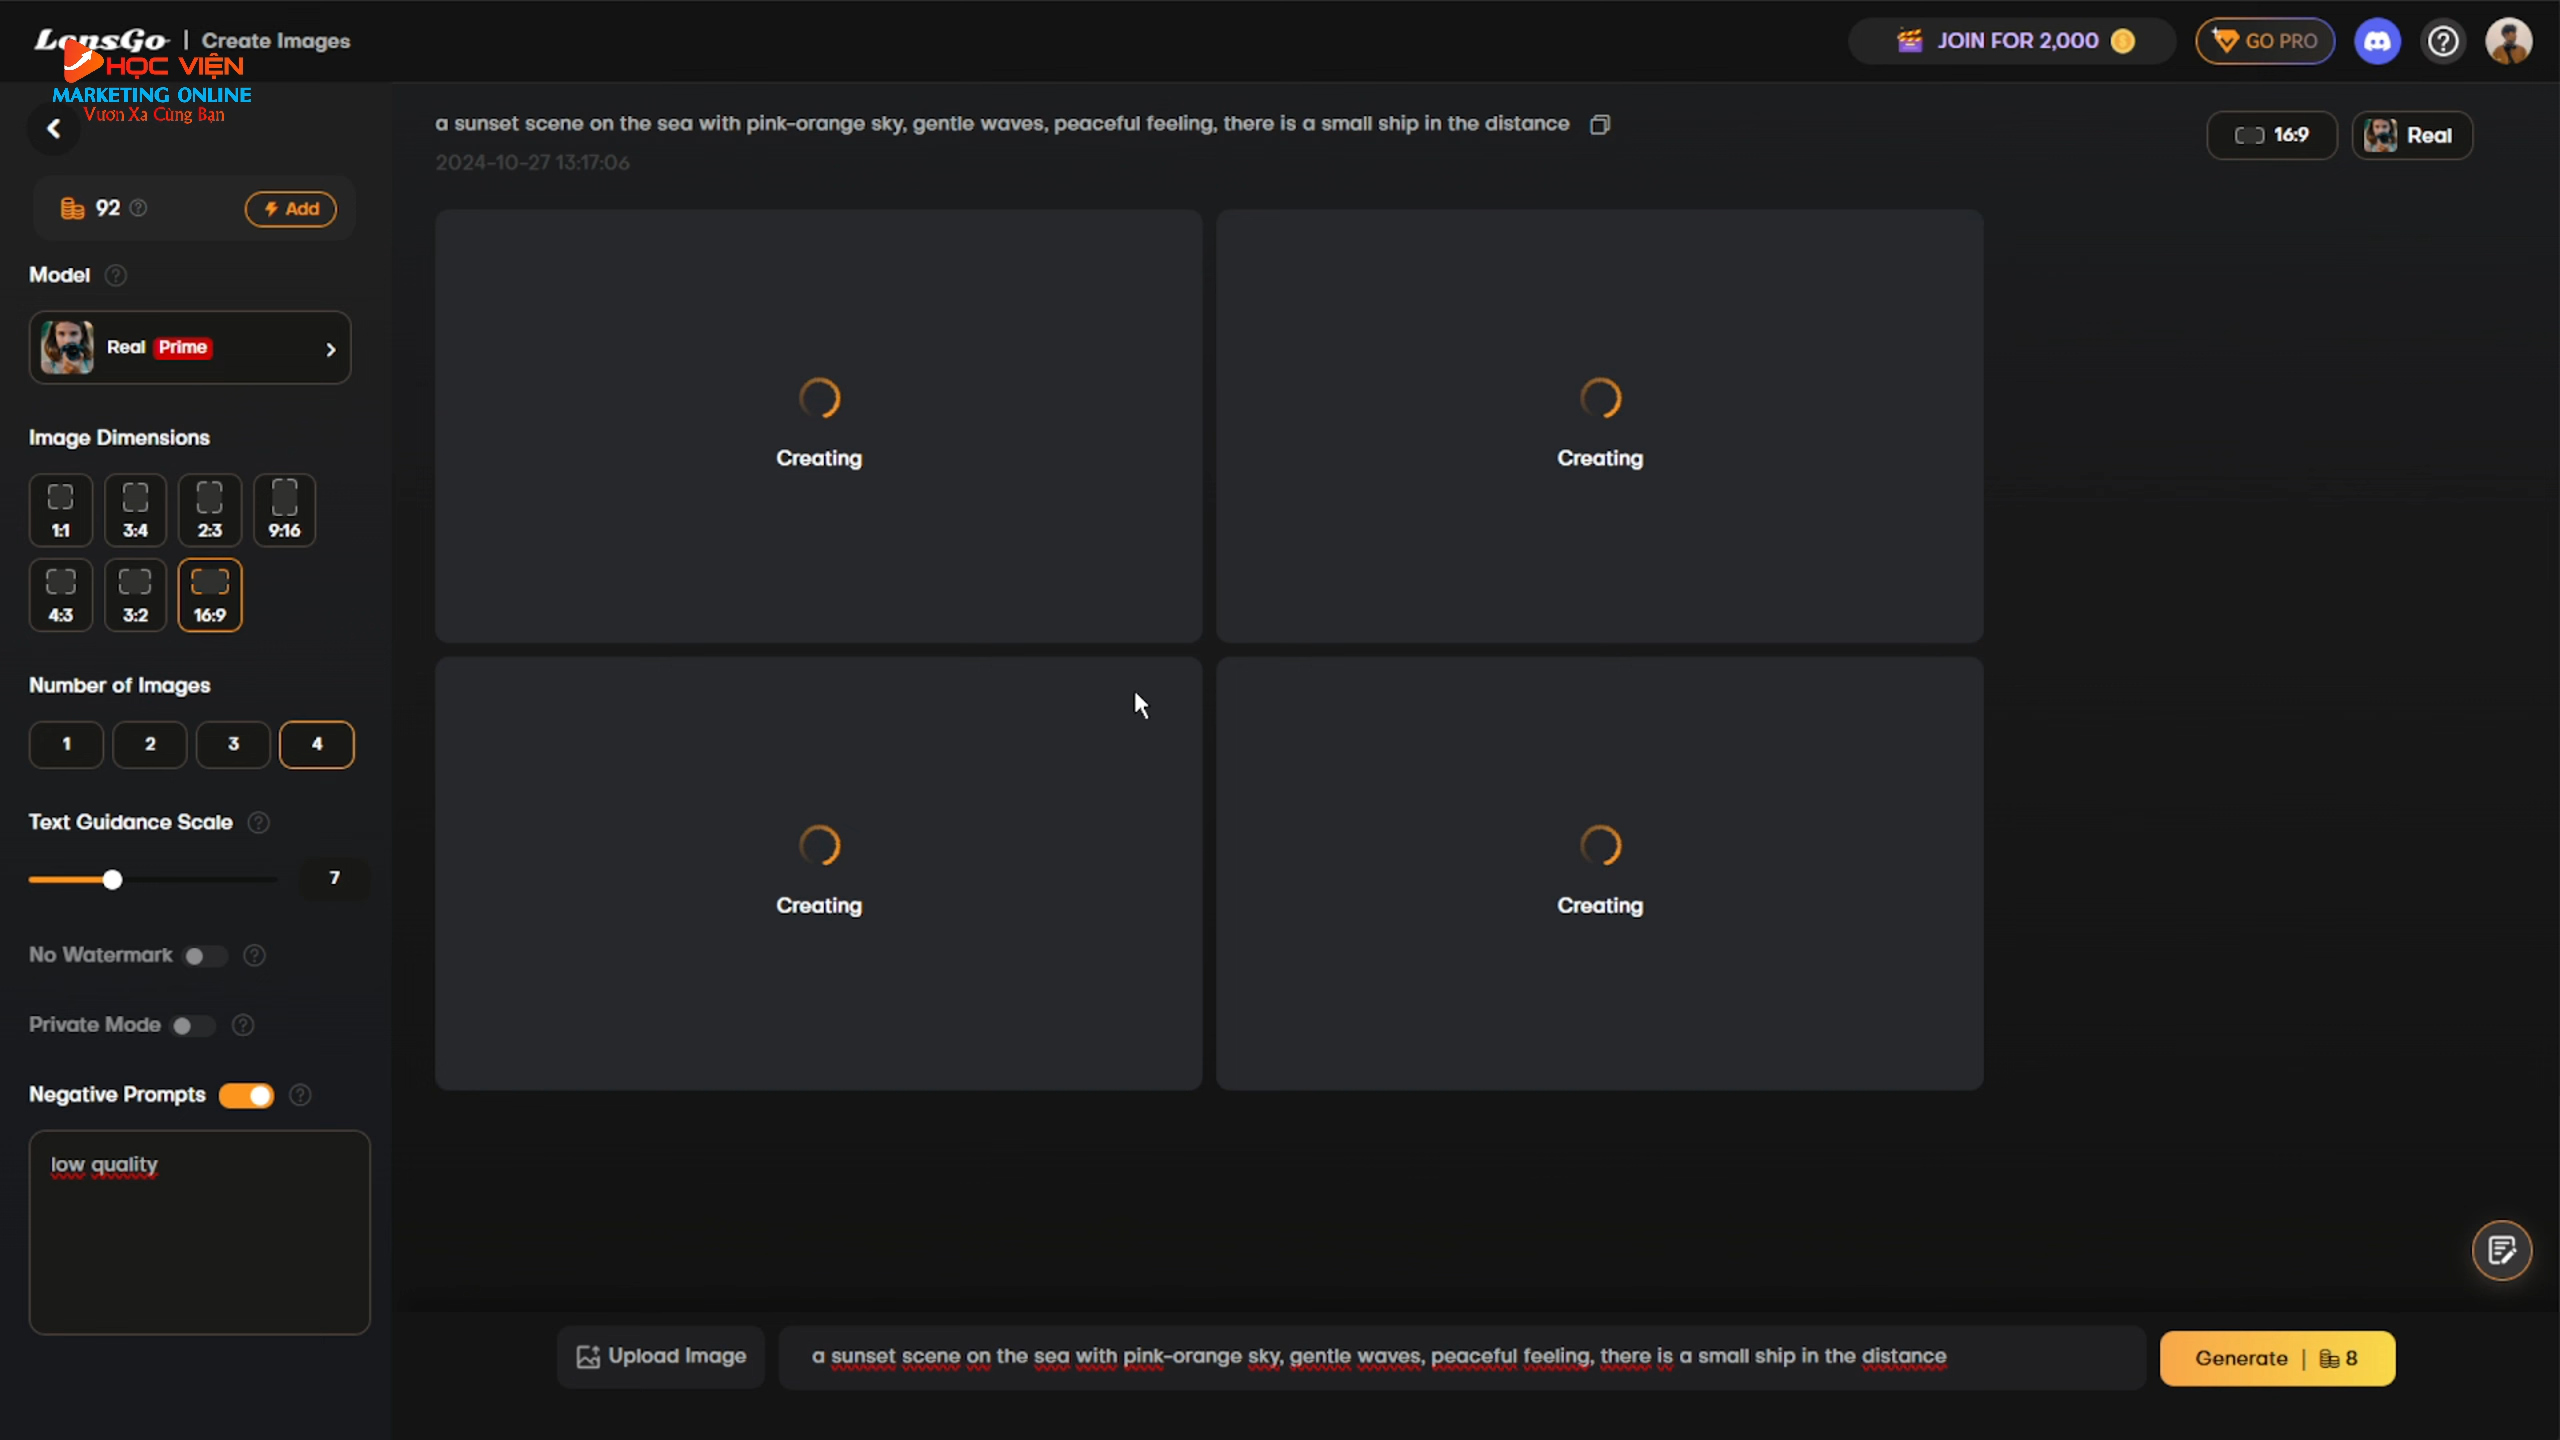 LensGo | Create Images
JOIN FOR 2,000
GO PRO
HỌC VIỆN
MARKETING ONLINE
Vươn Xa Cùng Bạn
a sunset scene on the sea with pink-orange sky, gentle waves, peaceful feeling, there is a small ship in the distance
2024-10-27 13:17:06
16:9
Real
92
Add
Model
Real Prime
Image Dimensions
1:1 3:4 2:3 9:16
4:3 3:2 16:9
Number of Images
1 2 3 4
Text Guidance Scale
7
No Watermark
Private Mode
Negative Prompts
low quality
Creating
Creating
Creating
Creating
Upload Image
a sunset scene on the sea with pink-orange sky, gentle waves, peaceful feeling, there is a small ship in the distance
Generate | 8